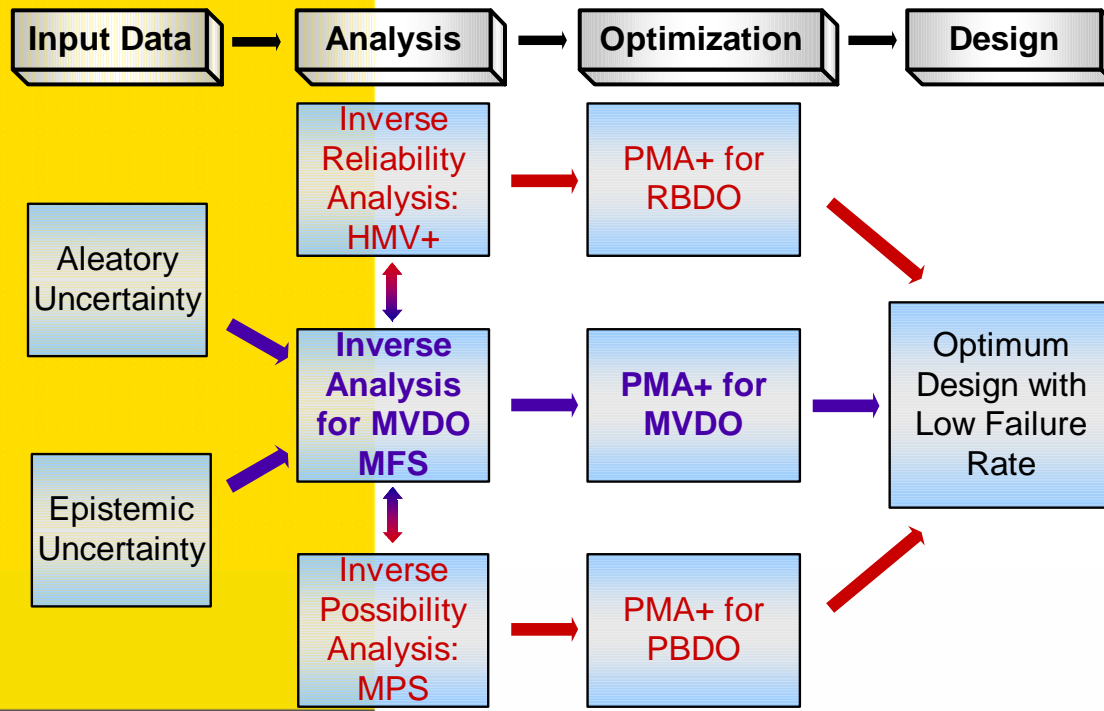 Input Data
Analysis
Optimization
Design
Inverse
Reliability
Analysis:
HMV+
PMA+ for
RBDO
Aleatory
Uncertainty
Inverse
Analysis
for MVDO
MFS
PMA+ for
MVDO
Optimum
Design with
Low Failure
Rate
Epistemic
Uncertainty
Inverse
Possibility
Analysis:
MPS
PMA+ for
PBDO